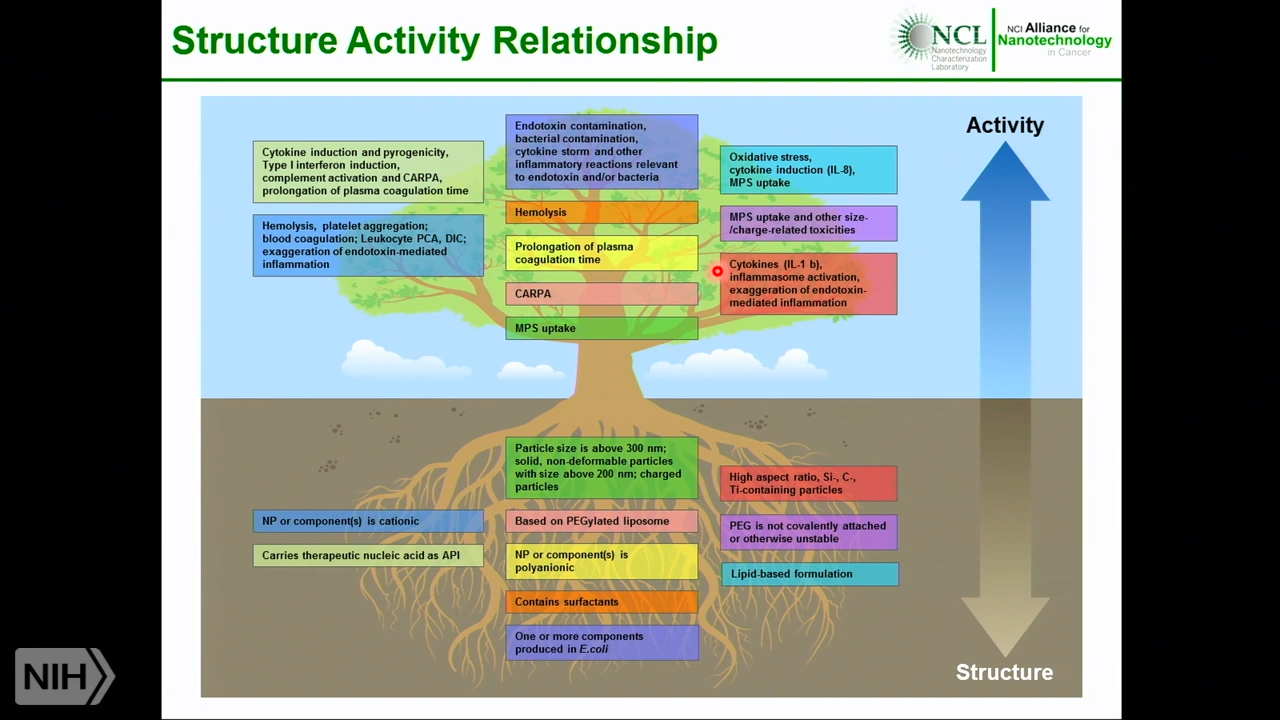 Structure Activity Relationship
NCL
Nanotechnology
Characterization
Laboratory
NCI Alliance for
Nanotechnology
in Cancer
Activity
Cytokine induction and pyrogenicity,
Type I interferon induction,
complement activation and CARPA,
prolongation of plasma coagulation time
Hemolysis, platelet aggregation;
blood coagulation; Leukocyte PCA, DIC;
exaggeration of endotoxin-mediated
inflammation
Endotoxin contamination,
bacterial contamination,
cytokine storm and other
inflammatory reactions relevant
to endotoxin and/or bacteria
Hemolysis
Prolongation of plasma
coagulation time
CARPA
MPS uptake
Oxidative stress,
cytokine induction (IL-8),
MPS uptake
MPS uptake and other size-
/charge-related toxicities
Cytokines (IL-1 b),
inflammasome activation,
exaggeration of endotoxin-
mediated inflammation
NP or component(s) is cationic
Carries therapeutic nucleic acid as API
Particle size is above 300 nm;
solid, non-deformable particles
with size above 200 nm; charged
particles
Based on PEGylated liposome
NP or component(s) is
polyanionic
Contains surfactants
One or more components
produced in E.coli
High aspect ratio, Si-, C-,
Ti-containing particles
PEG is not covalently attached
or otherwise unstable
Lipid-based formulation
Structure
NIH